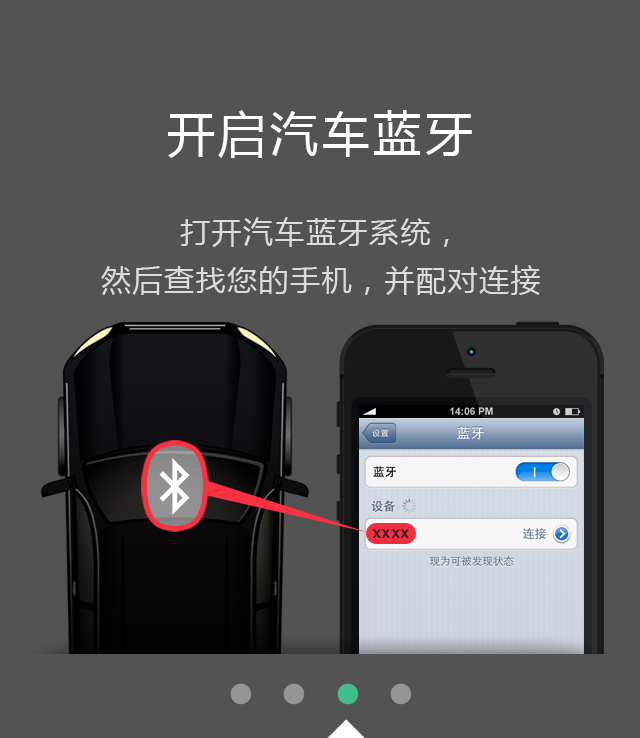 开启汽车蓝牙
打开汽车蓝牙系统，
然后查找您的手机，并配对连接
14:06 PM
设置
蓝牙
蓝牙
设备
XXXX
连接
现为可被发现状态